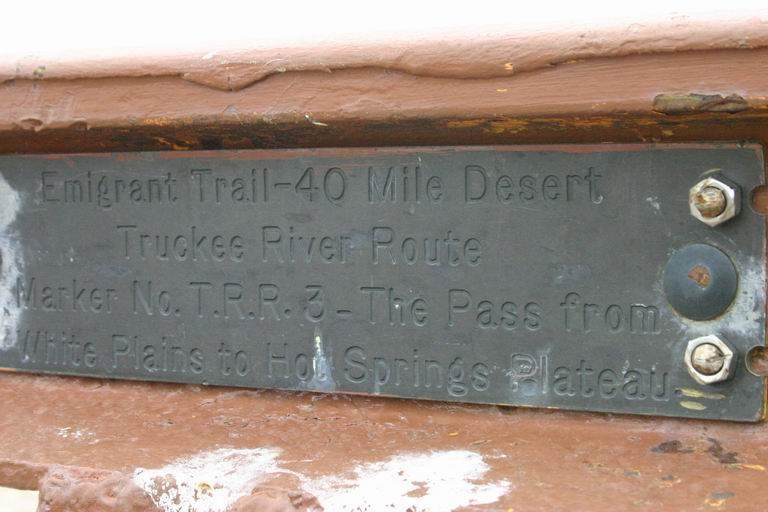 Emigrant Trail-40 Mile Desert
Truckee River Route
Marker No. T.R.R. 3 - The Pass from
White Plains to Hot Springs Plateau.